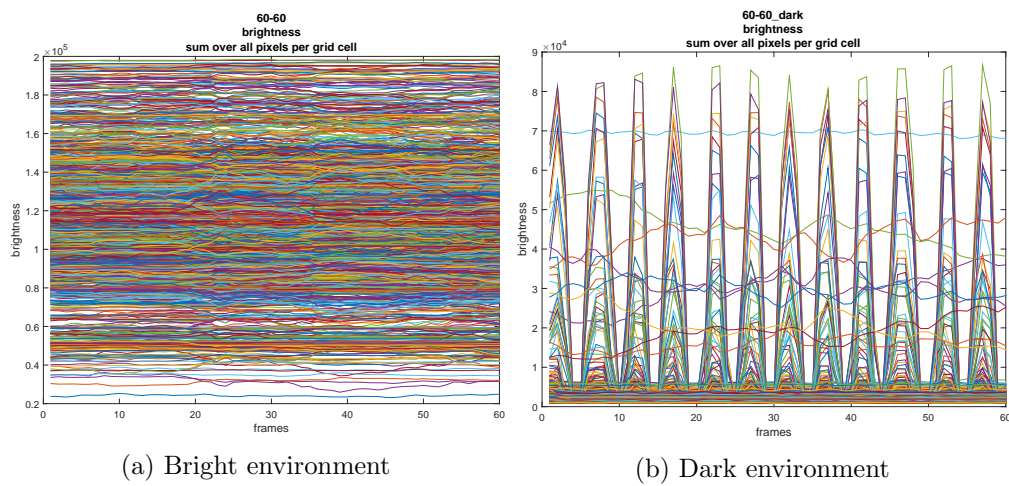 60-60
brightness
sum over all pixels per grid cell
×10^5
2
1.8
1.6
1.4
1.2
1
0.8
0.6
0.4
0.2
brightness
0 10 20 30 40 50 60
frames
(a) Bright environment
60-60_dark
brightness
sum over all pixels per grid cell
×10^4
9
8
7
6
5
4
3
2
1
0
brightness
0 10 20 30 40 50 60
frames
(b) Dark environment